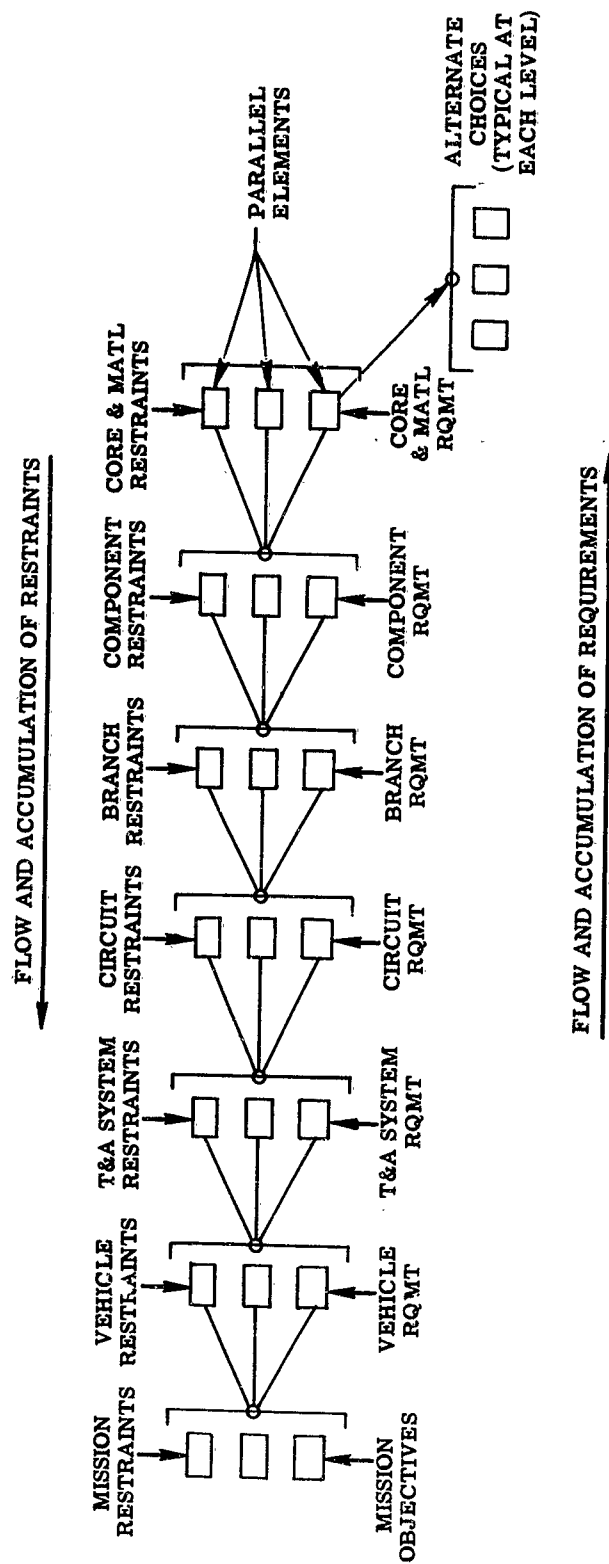 FLOW AND ACCUMULATION OF RESTRAINTS
MISSION
RESTRAINTS
VEHICLE
RESTRAINTS
T&A SYSTEM
RESTRAINTS
CIRCUIT
RESTRAINTS
BRANCH
RESTRAINTS
COMPONENT
RESTRAINTS
CORE & MATL
RESTRAINTS
PARALLEL
ELEMENTS
MISSION
OBJECTIVES
VEHICLE
RQMT
T&A SYSTEM
RQMT
CIRCUIT
RQMT
BRANCH
RQMT
COMPONENT
RQMT
CORE
& MATL
RQMT
ALTERNATE
CHOICES
(TYPICAL AT
EACH LEVEL)
FLOW AND ACCUMULATION OF REQUIREMENTS